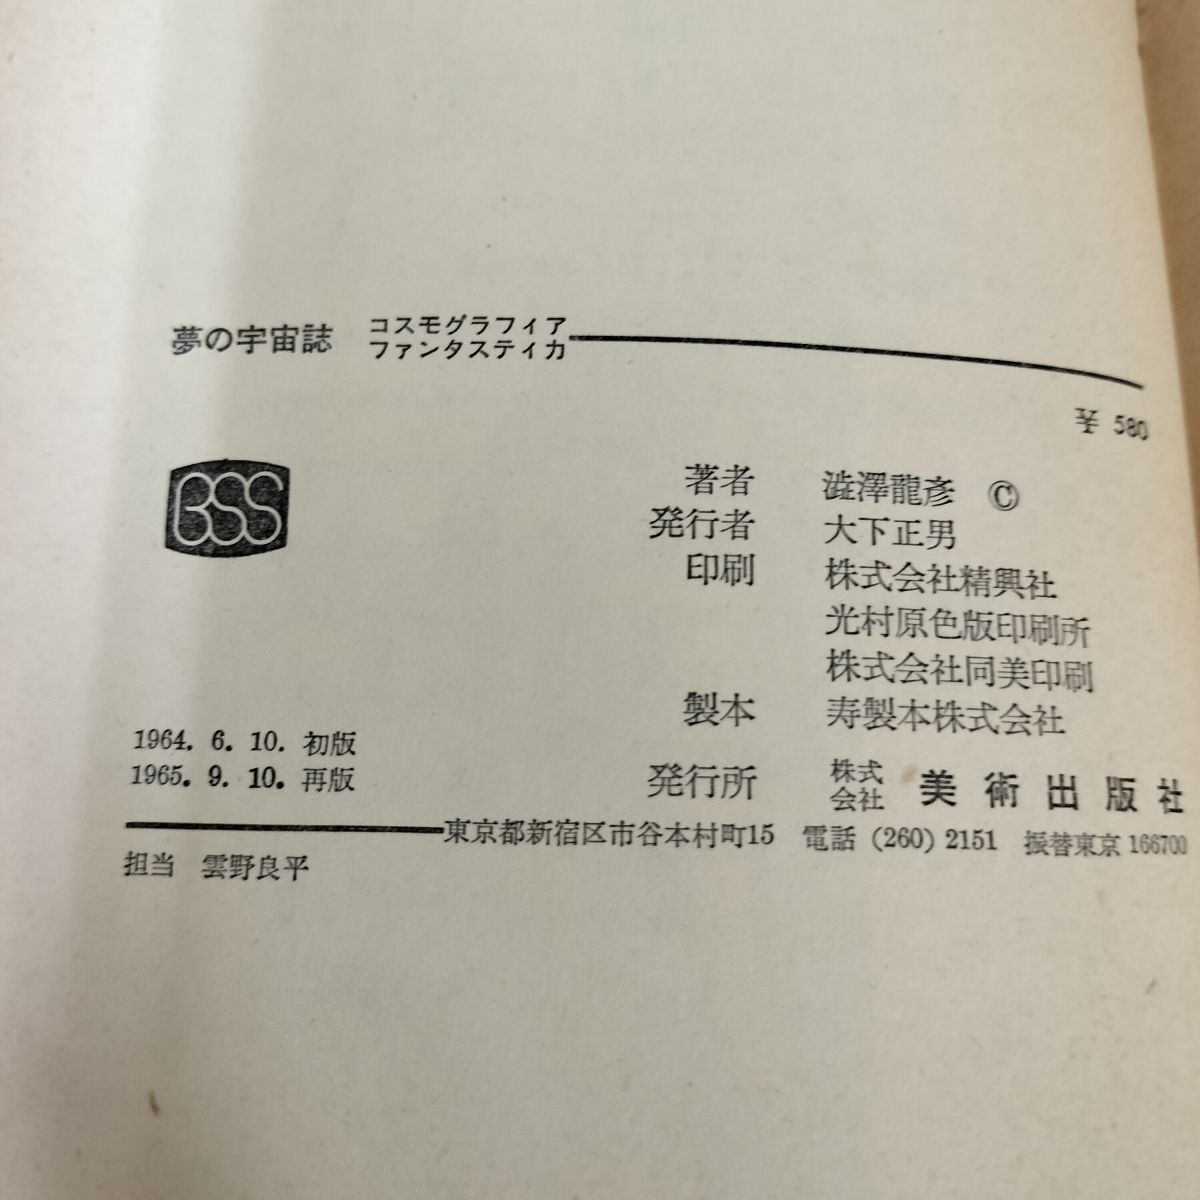 夢の宇宙誌 コスモグラフィア
ファンタスティカ
¥ 580
BSS
著者 澁澤龍彥 Ⓒ
発行者 大下正男
印刷 株式会社精興社
光村原色版印刷所
株式会社同美印刷
製本 寿製本株式会社
1964. 6. 10. 初版
1965. 9. 10. 再版
発行所 株式会社 美術出版社
東京都新宿区市谷本村町15 電話 (260) 2151 振替東京 166700
担当 雲野良平